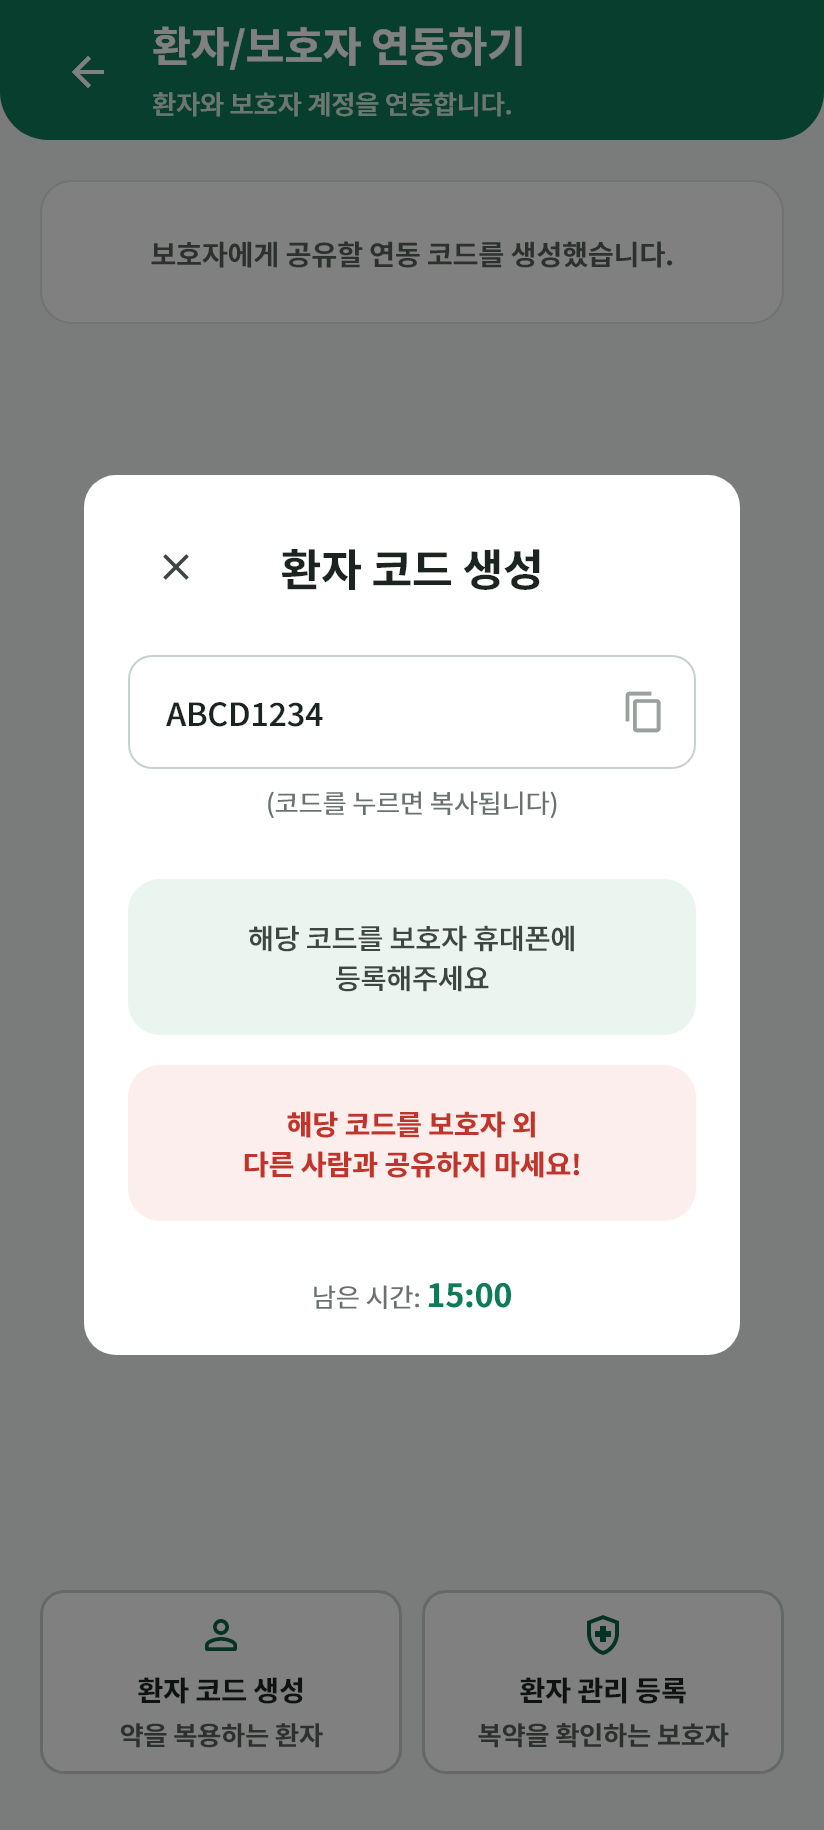 환자/보호자 연동하기
환자와 보호자 계정을 연동합니다.
보호자에게 공유할 연동 코드를 생성했습니다.
환자 코드 생성
ABCD1234
(코드를 누르면 복사됩니다)
해당 코드를 보호자 휴대폰에
등록해주세요
해당 코드를 보호자 외
다른 사람과 공유하지 마세요!
남은 시간: 15:00
환자 코드 생성
약을 복용하는 환자
환자 관리 등록
복약을 확인하는 보호자